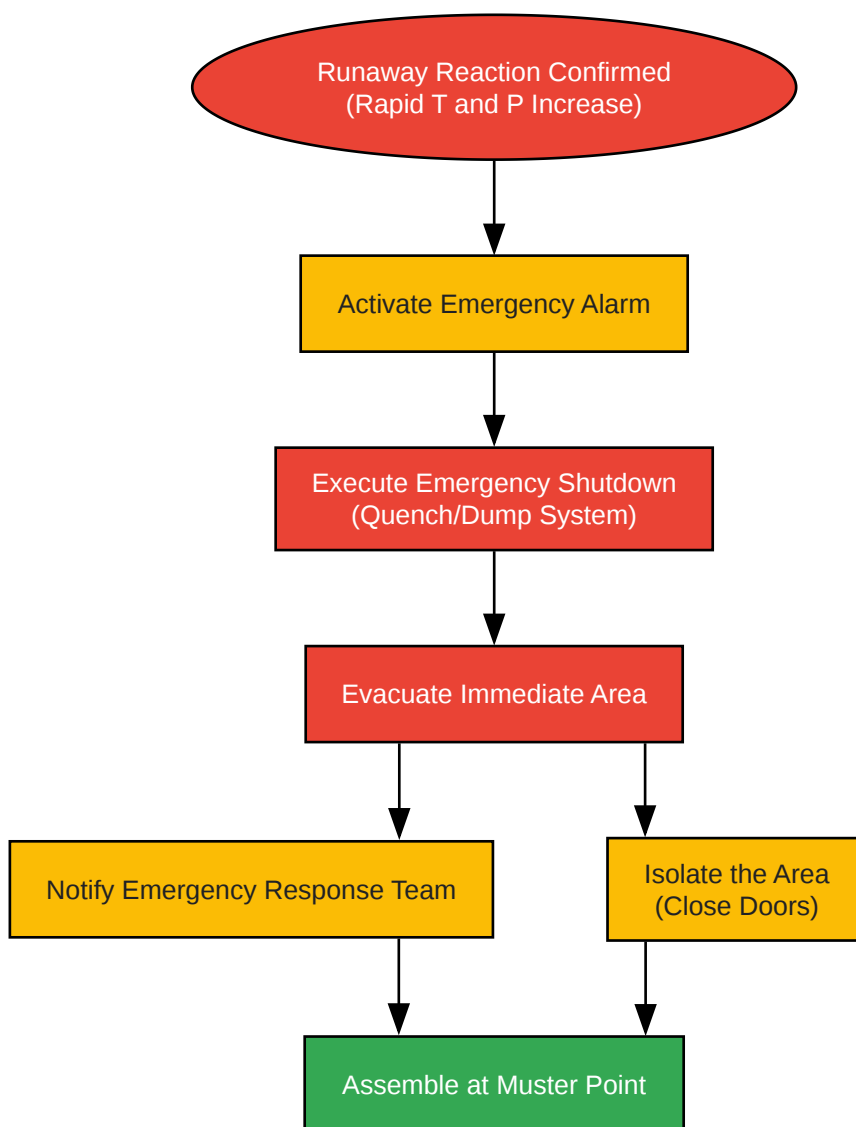 Runaway Reaction Confirmed
(Rapid T and P Increase)
Activate Emergency Alarm
Execute Emergency Shutdown
(Quench/Dump System)
Evacuate Immediate Area
Notify Emergency Response Team
Isolate the Area
(Close Doors)
Assemble at Muster Point